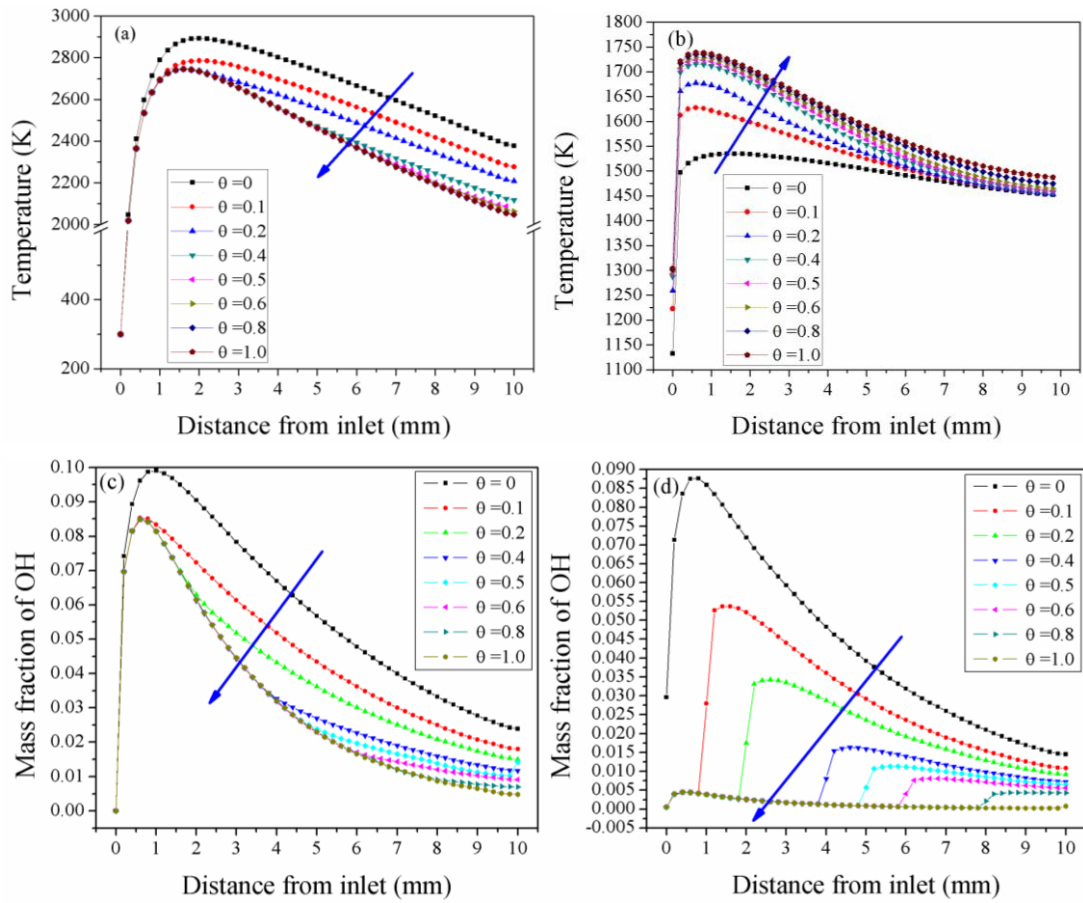 (a)
3000
2800
2600
2400
2200
2000
300
200
Temperature (K)
θ =0
θ =0.1
θ =0.2
θ =0.4
θ =0.5
θ =0.6
θ =0.8
θ =1.0
0 1 2 3 4 5 6 7 8 9 10
Distance from inlet (mm)
(b)
1800
1750
1700
1650
1600
1550
1500
1450
1400
1300
1250
1200
1150
1100
Temperature (K)
θ =0
θ =0.1
θ =0.2
θ =0.4
θ =0.5
θ =0.6
θ =0.8
θ =1.0
0 1 2 3 4 5 6 7 8 9 10
Distance from inlet (mm)
(c)
0.10
0.09
0.08
0.07
0.06
0.05
0.04
0.03
0.02
0.01
0.00
Mass fraction of OH
θ = 0
θ =0.1
θ =0.2
θ =0.4
θ =0.5
θ =0.6
θ =0.8
θ =1.0
0 1 2 3 4 5 6 7 8 9 10
Distance from inlet (mm)
(d)
0.090
0.085
0.080
0.075
0.070
0.065
0.060
0.055
0.050
0.045
0.040
0.035
0.030
0.025
0.020
0.015
0.010
0.005
0.000
-0.005
Mass fraction of OH
θ = 0
θ =0.1
θ =0.2
θ =0.4
θ =0.5
θ =0.6
θ =0.8
θ =1.0
0 1 2 3 4 5 6 7 8 9 10
Distance from inlet (mm)